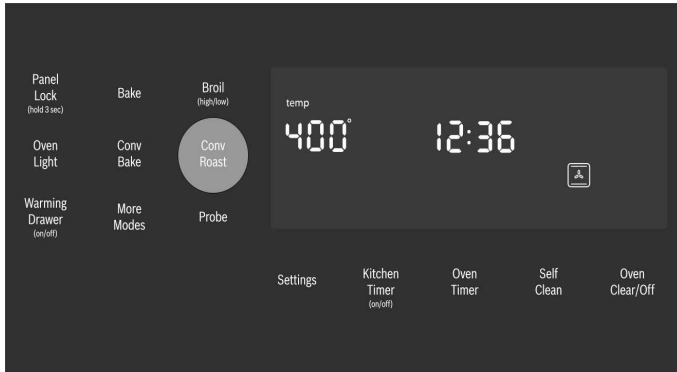 Panel
Lock
(hold 3 sec)
Bake
Broil
(high/low)
Oven
Light
Conv
Bake
Conv
Roast
Warming
Drawer
(on/off)
More
Modes
Probe
temp
400°
12:36
Settings
Kitchen
Timer
(on/off)
Oven
Timer
Self
Clean
Oven
Clear/Off